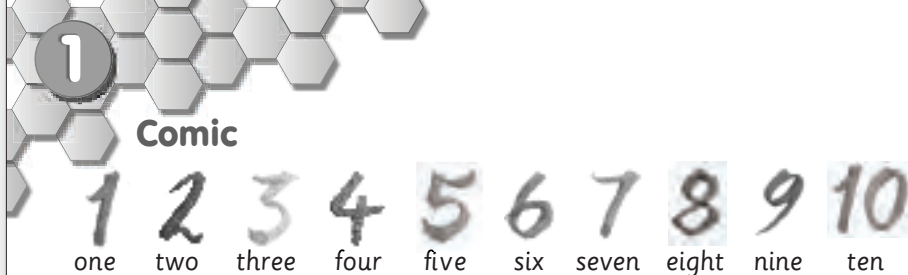 1
Comic
1 2 3 4 5 6 7 8 9 10
one two three four five six seven eight nine ten